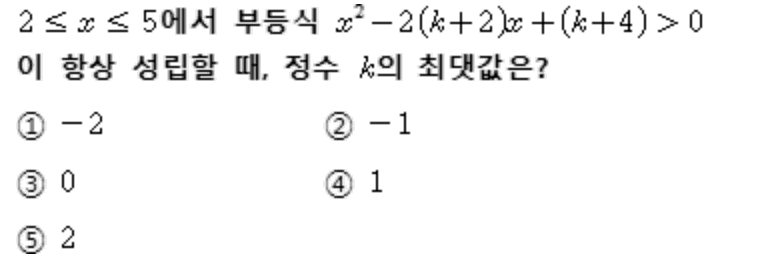 2 ≤ x ≤ 5에서 부등식 x²−2(k+2)x+(k+4)>0
이 항상 성립할 때, 정수 k의 최댓값은?
① −2 ② −1
③ 0 ④ 1
⑤ 2